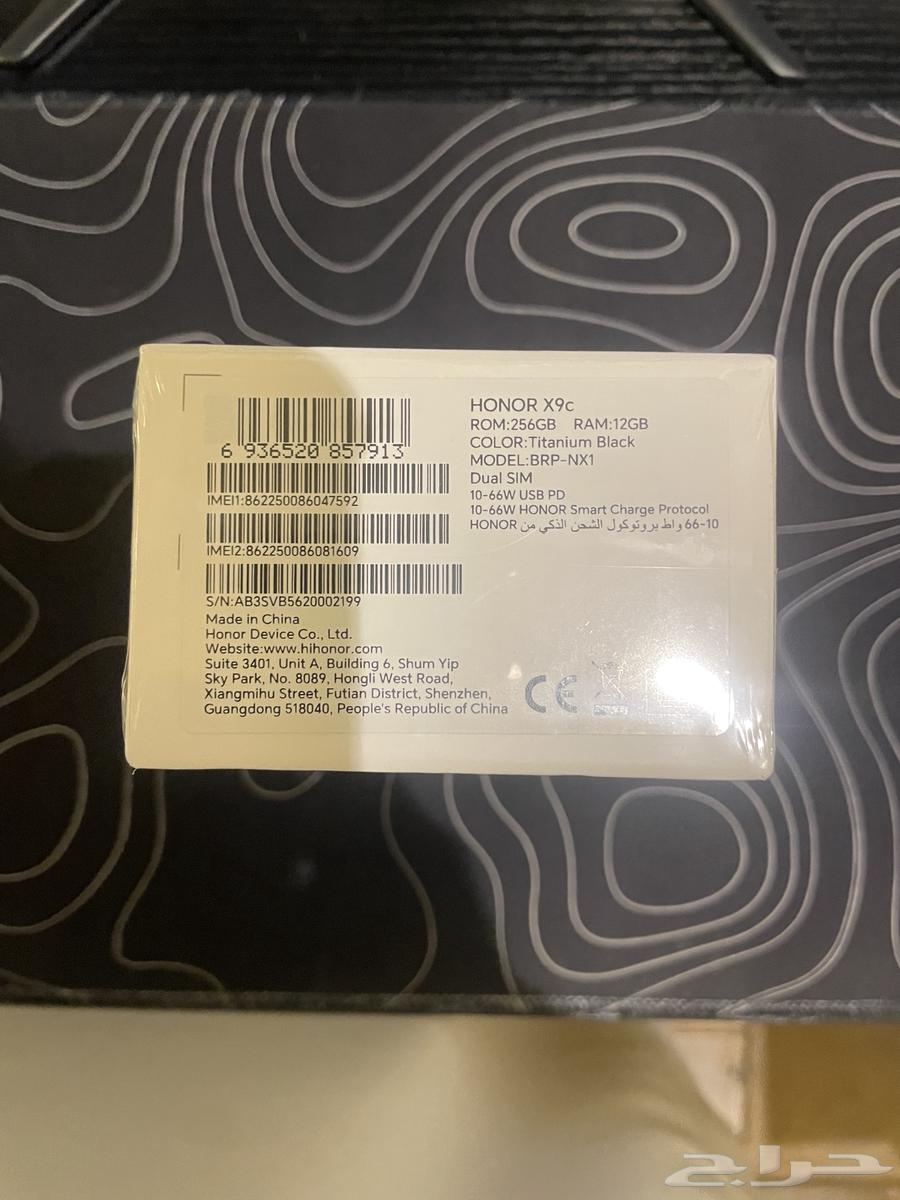 6 936520 857913
IMEI1:862250086047592
IMEI2:862250086081609
S/N:AB3SVB5620002199
Made in China
Honor Device Co., Ltd.
Website:www.hihonor.com
Suite 3401, Unit A, Building 6, Shum Yip
Sky Park, No. 8089, Hongli West Road,
Xiangmihu Street, Futian District, Shenzhen,
Guangdong 518040, People's Republic of China
HONOR X9c
ROM:256GB RAM:12GB
COLOR:Titanium Black
MODEL:BRP-NX1
Dual SIM
10-66W USB PD
10-66W HONOR Smart Charge Protocol
10-66 واط بروتوكول الشحن الذكي من HONOR
CE
حراج